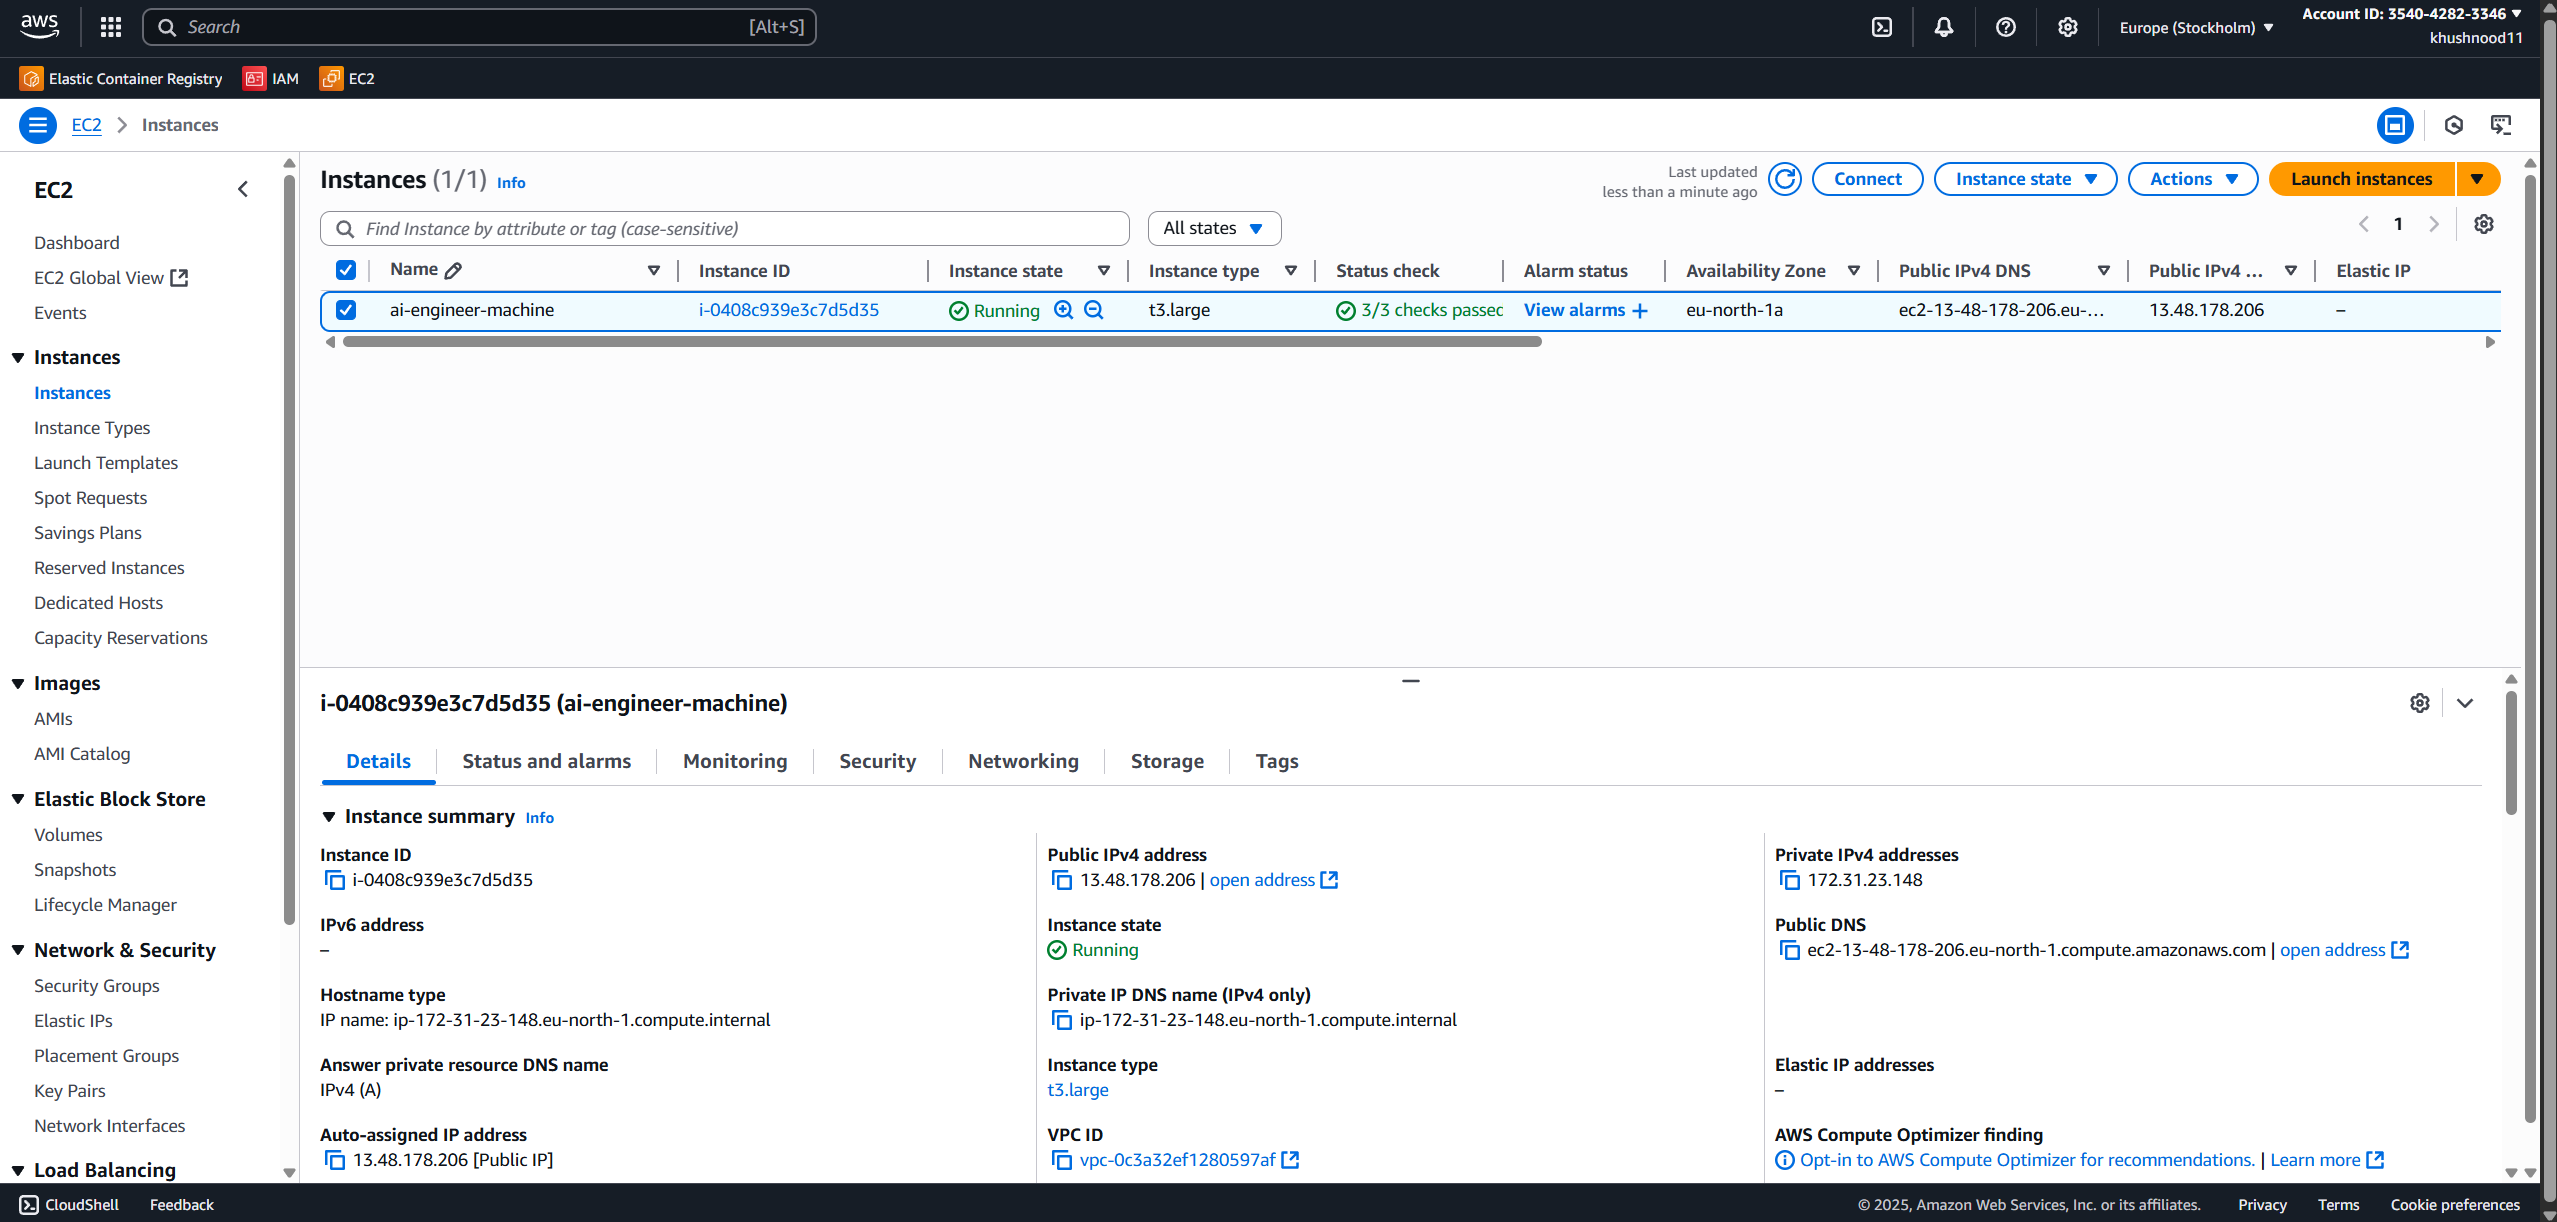 aws
Search [Alt+S]
Europe (Stockholm)
Account ID: 3540-4282-3346
khushnood11
Elastic Container Registry IAM EC2
EC2 Instances
EC2
Dashboard
EC2 Global View
Events
Instances
Instances
Instance Types
Launch Templates
Spot Requests
Savings Plans
Reserved Instances
Dedicated Hosts
Capacity Reservations
Images
AMIs
AMI Catalog
Elastic Block Store
Volumes
Snapshots
Lifecycle Manager
Network & Security
Security Groups
Elastic IPs
Placement Groups
Key Pairs
Network Interfaces
Load Balancing
Instances (1/1) Info
Last updated
less than a minute ago
Connect Instance state Actions Launch instances
Find Instance by attribute or tag (case-sensitive) All states 1
Name Instance ID Instance state Instance type Status check Alarm status Availability Zone Public IPv4 DNS Public IPv4 ... Elastic IP
ai-engineer-machine i-0408c939e3c7d5d35 Running t3.large 3/3 checks passed View alarms + eu-north-1a ec2-13-48-178-206.eu-... 13.48.178.206 –
i-0408c939e3c7d5d35 (ai-engineer-machine)
Details Status and alarms Monitoring Security Networking Storage Tags
Instance summary Info
Instance ID
i-0408c939e3c7d5d35
Public IPv4 address
13.48.178.206 | open address
Private IPv4 addresses
172.31.23.148
IPv6 address
–
Instance state
Running
Public DNS
ec2-13-48-178-206.eu-north-1.compute.amazonaws.com | open address
Hostname type
IP name: ip-172-31-23-148.eu-north-1.compute.internal
Private IP DNS name (IPv4 only)
ip-172-31-23-148.eu-north-1.compute.internal
Answer private resource DNS name
IPv4 (A)
Instance type
t3.large
Elastic IP addresses
–
Auto-assigned IP address
13.48.178.206 [Public IP]
VPC ID
vpc-0c3a32ef1280597af
AWS Compute Optimizer finding
Opt-in to AWS Compute Optimizer for recommendations. | Learn more
CloudShell Feedback
© 2025, Amazon Web Services, Inc. or its affiliates. Privacy Terms Cookie preferences